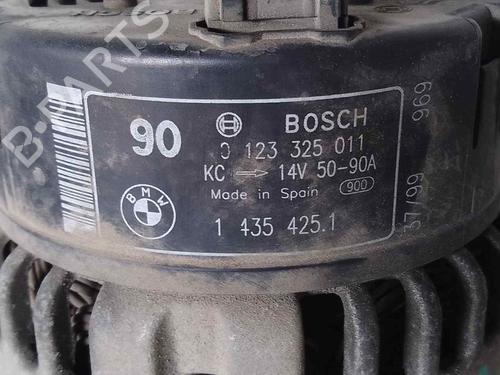 90
BOSCH
0 123 325 011
KC → 14V 50-90A
Made in Spain 900
BMW
1 435 425.1
37/99 969
B-PARTS